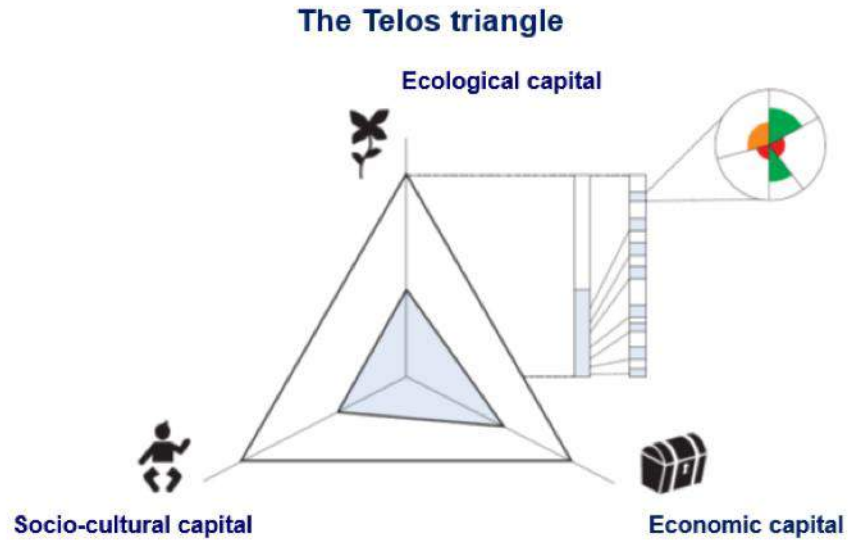 The Telos triangle
Ecological capital
Socio-cultural capital
Economic capital